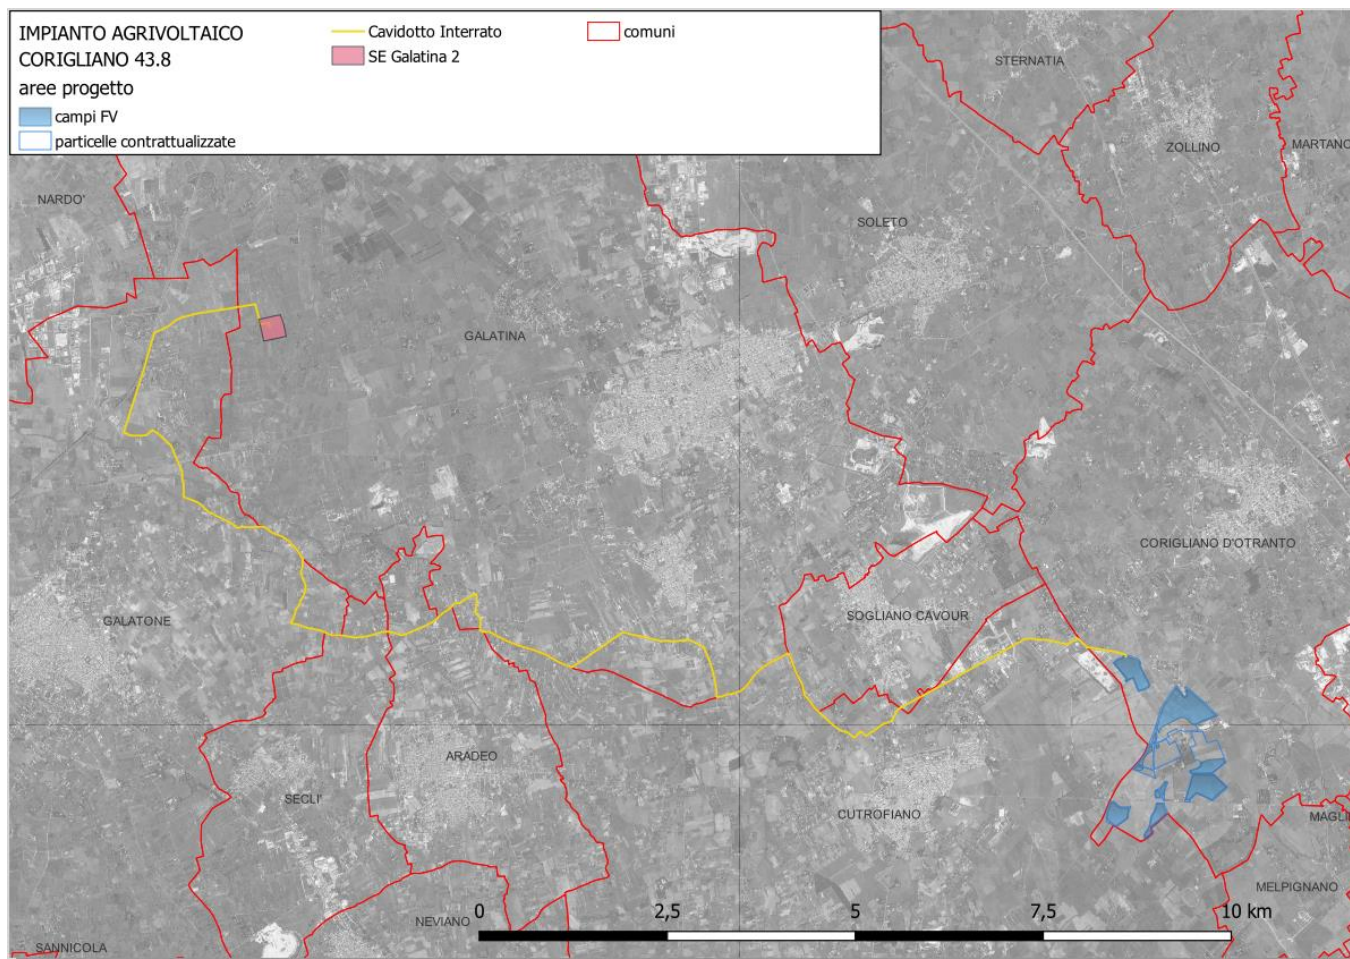 IMPIANTO AGRIVOLTAICO
CORIGLIANO 43.8
aree progetto
campi FV
particelle contrattualizzate
Cavidotto Interrato
SE Galatina 2
comuni
STERNATIA
ZOLLINO
MARTANO
NARDO'
SOLETO
GALATINA
CORIGLIANO D'OTRANTO
SOGLIANO CAVOUR
GALATONE
ARADEO
SECLI'
CUTROFIANO
MAGLI
MELPIGNANO
NEVIANO
SANNICOLA
0 2,5 5 7,5 10 km